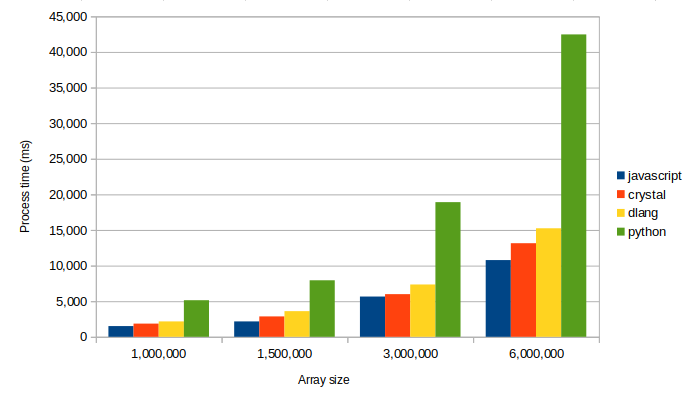 45,000
40,000
35,000
30,000
25,000
20,000
15,000
10,000
5,000
0
Process time (ms)
1,000,000 1,500,000 3,000,000 6,000,000
Array size
javascript
crystal
dlang
python